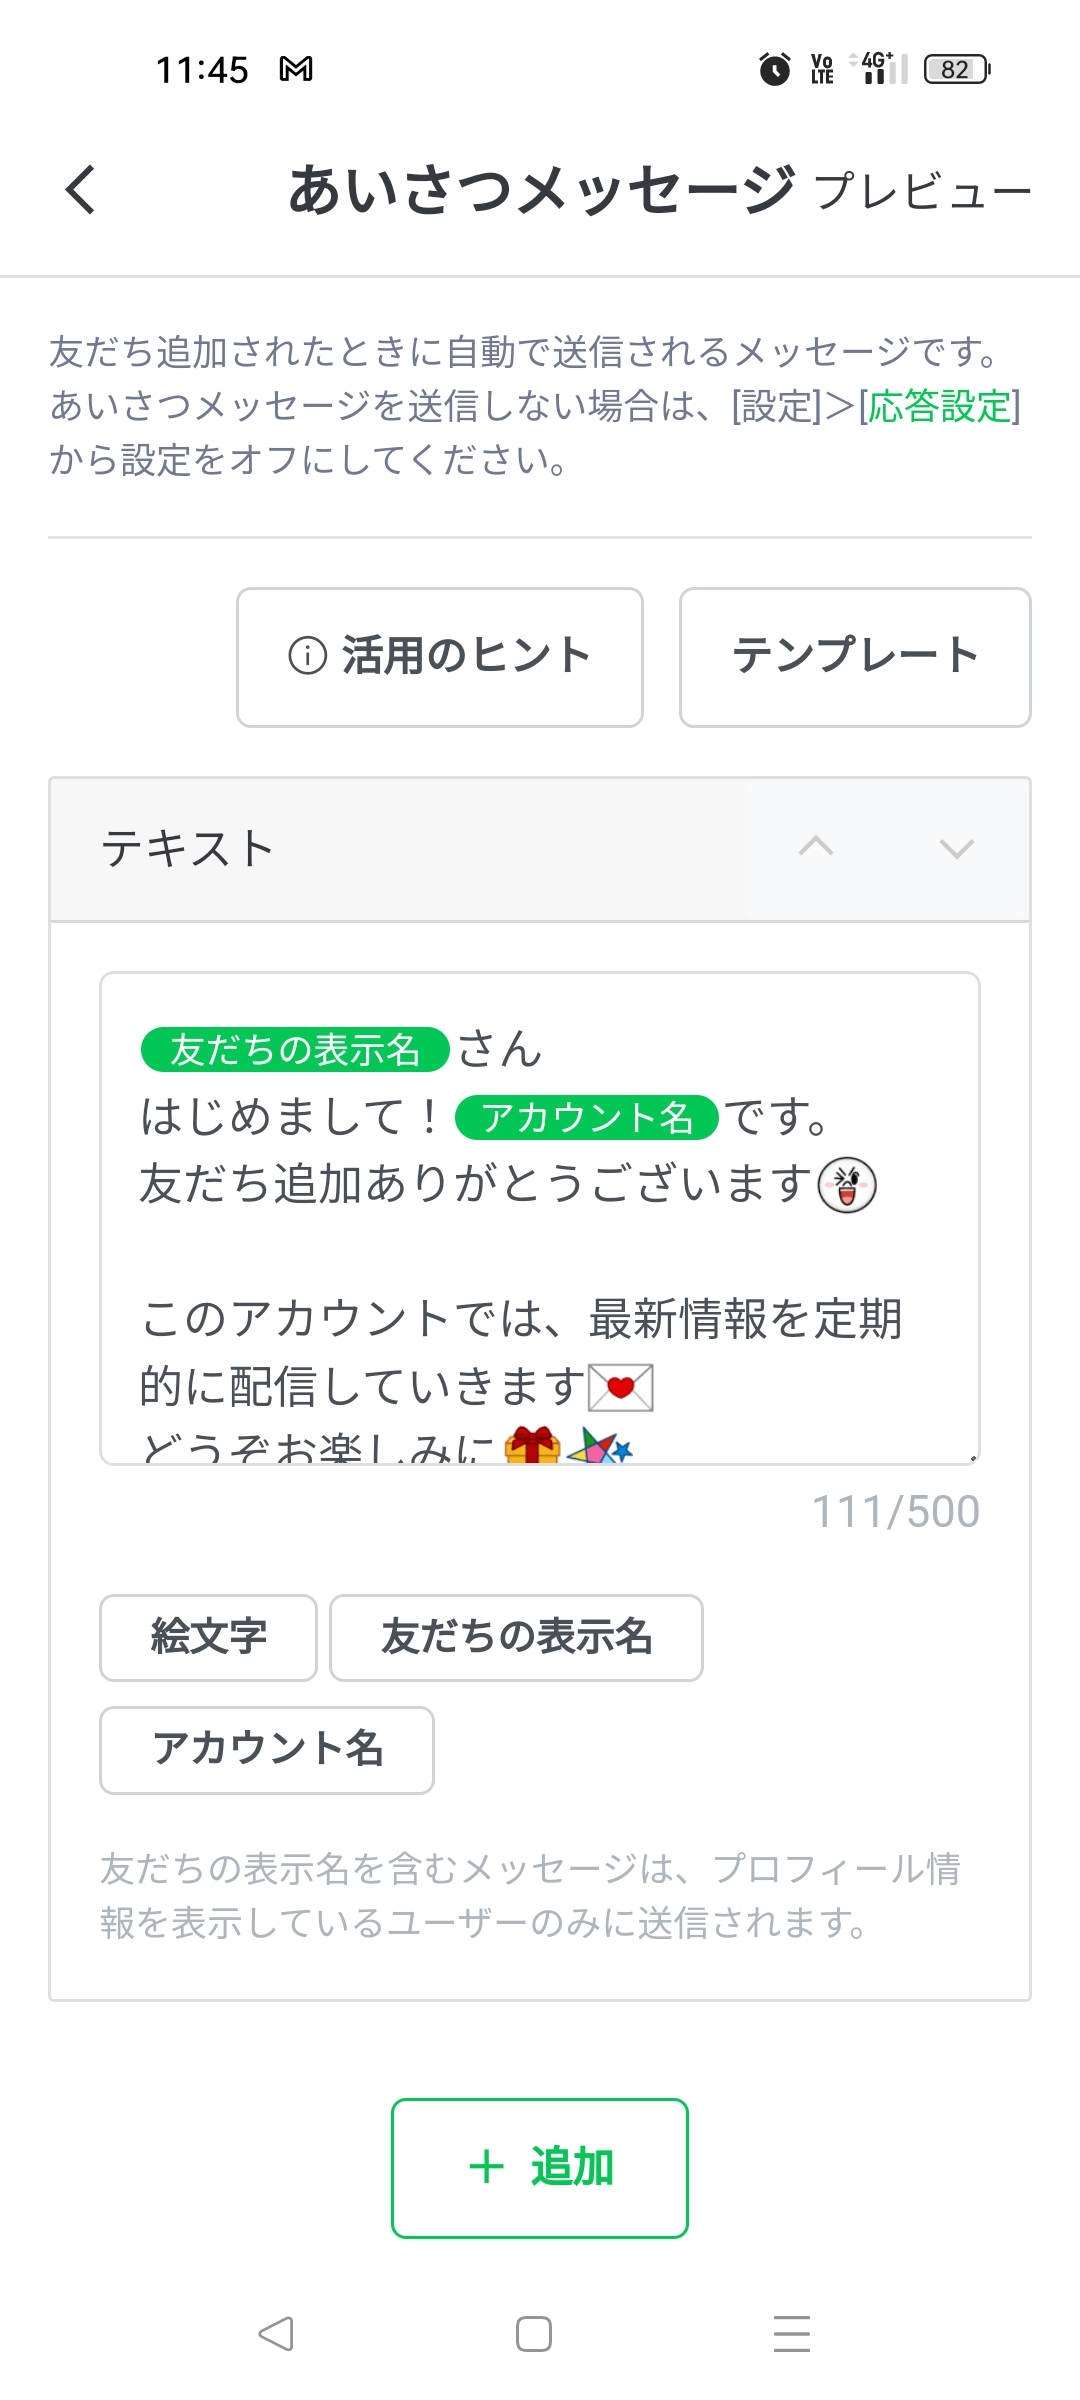 11:45
Vo LTE 4G+ 82
あいさつメッセージ プレビュー
友だち追加されたときに自動で送信されるメッセージです。
あいさつメッセージを送信しない場合は、[設定]＞[応答設定]
から設定をオフにしてください。
活用のヒント テンプレート
テキスト
友だちの表示名 さん
はじめまして！ アカウント名 です。
友だち追加ありがとうございます
このアカウントでは、最新情報を定期
的に配信していきます
どうぞお楽しみに
111/500
絵文字 友だちの表示名
アカウント名
友だちの表示名を含むメッセージは、プロフィール情
報を表示しているユーザーのみに送信されます。
＋ 追加